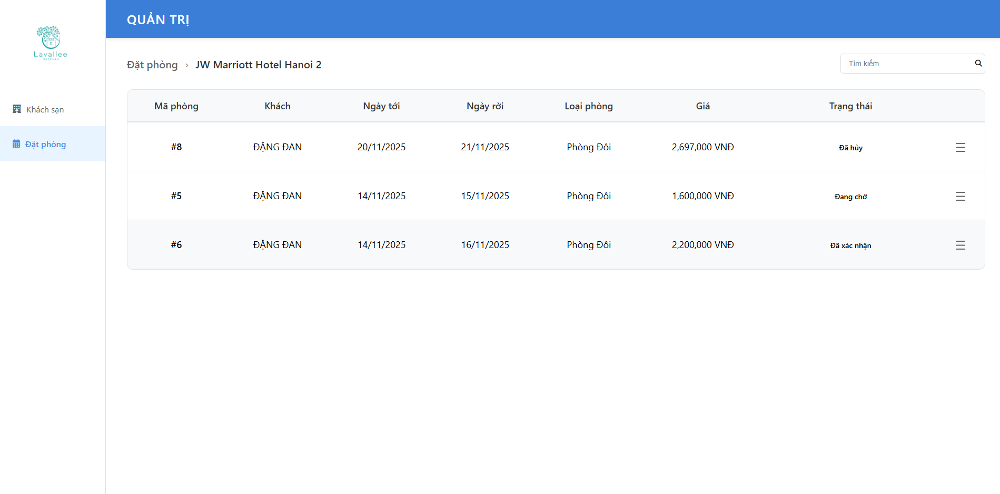 QUẢN TRỊ
Lavallee
MOCCHAU
Đặt phòng › JW Marriott Hotel Hanoi 2
Tìm kiếm
Khách sạn
Đặt phòng
Mã phòng Khách Ngày tới Ngày rời Loại phòng Giá Trạng thái
#8 ĐẶNG ĐAN 20/11/2025 21/11/2025 Phòng Đôi 2,697,000 VNĐ Đã hủy
#5 ĐẶNG ĐAN 14/11/2025 15/11/2025 Phòng Đôi 1,600,000 VNĐ Đang chờ
#6 ĐẶNG ĐAN 14/11/2025 16/11/2025 Phòng Đôi 2,200,000 VNĐ Đã xác nhận